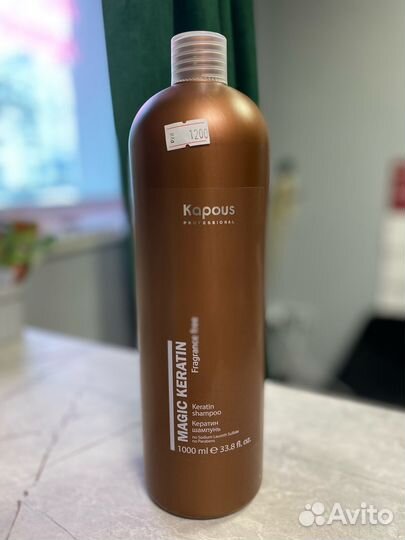 руб 1200
Kapous
PROFESSIONAL
MAGIC KERATIN
Fragrance free
Keratin
shampoo
Кератин
шампунь
no Sodium Laureth Sulfate
no Parabens
1000 ml e 33.8 fl. oz.
Avito